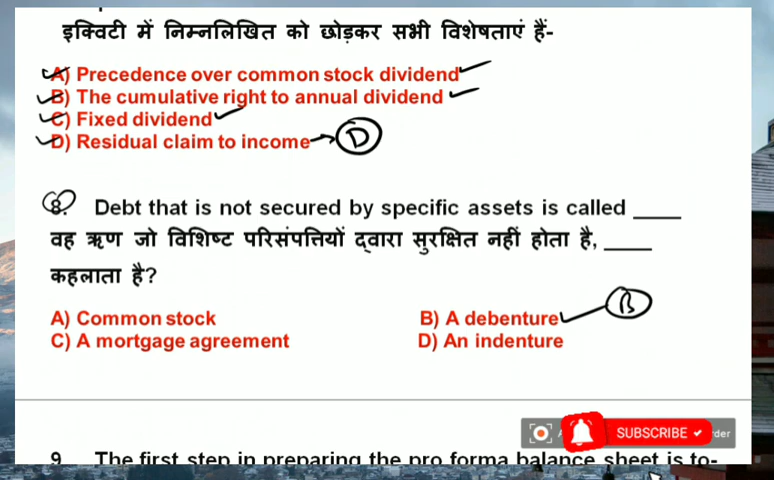 इक्विटी में निम्नलिखित को छोड़कर सभी विशेषताएं हैं-
A) Precedence over common stock dividend
B) The cumulative right to annual dividend
C) Fixed dividend
D) Residual claim to income D
8. Debt that is not secured by specific assets is called ____
वह ऋण जो विशिष्ट परिसंपत्तियों द्वारा सुरक्षित नहीं होता है, ____
कहलाता है?
A) Common stock
B) A debenture B
C) A mortgage agreement
D) An indenture
SUBSCRIBE der
9. The first step in preparing the pro forma balance sheet is to-